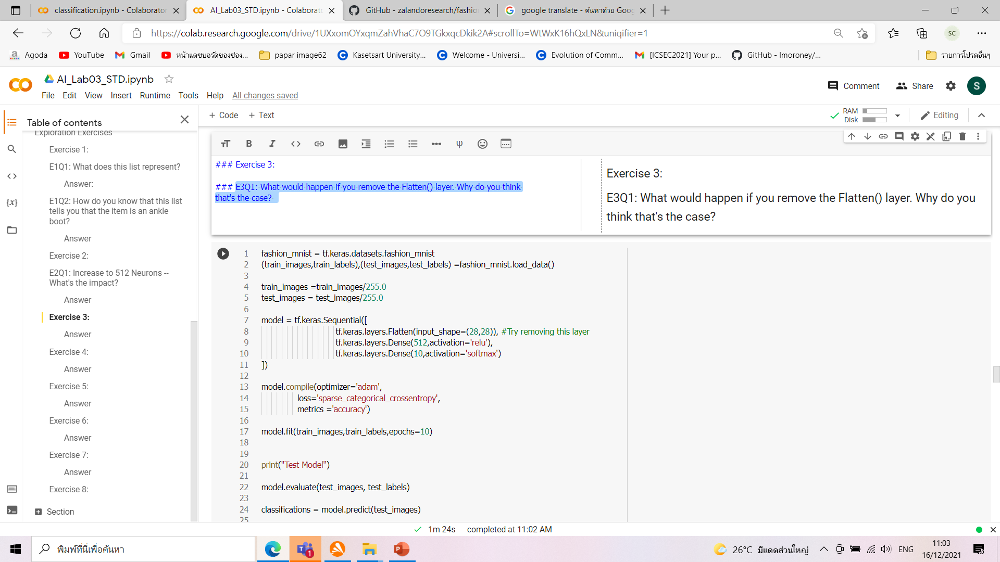 classification.ipynb - Colaborator
AI_Lab03_STD.ipynb - Colaborato
GitHub - zalandoresearch/fashio
google translate - ค้นหาด้วย Goog
https://colab.research.google.com/drive/1UXxomOYxqmZahVhaC7O9TGkxqcDkik2A#scrollTo=WtWxK16hQxLN&uniqifier=1
SC
Agoda
YouTube
Gmail
หน้าแดชบอร์ดของช่อง...
papar image62
Kasetsart University...
Welcome - Universi...
Evolution of Comm...
[ICSEC2021] Your p...
GitHub - lmoroney/...
รายการโปรดอื่นๆ
AI_Lab03_STD.ipynb
File Edit View Insert Runtime Tools Help All changes saved
Comment
Share
S
Table of contents
+ Code + Text
RAM
Disk
Editing
Exploration Exercises
Exercise 1:
E1Q1: What does this list represent?
Answer:
E1Q2: How do you know that this list
tells you that the item is an ankle
boot?
Answer
Exercise 2:
E2Q1: Increase to 512 Neurons --
What's the impact?
Answer
Exercise 3:
Answer
Exercise 4:
Answer
Exercise 5:
Answer
Exercise 6:
Answer
Exercise 7:
Answer
Exercise 8:
Section
### Exercise 3:
### E3Q1: What would happen if you remove the Flatten() layer. Why do you think
that's the case?
Exercise 3:
E3Q1: What would happen if you remove the Flatten() layer. Why do you
think that's the case?
1 fashion_mnist = tf.keras.datasets.fashion_mnist
2 (train_images,train_labels),(test_images,test_labels) =fashion_mnist.load_data()
3
4 train_images =train_images/255.0
5 test_images = test_images/255.0
6
7 model = tf.keras.Sequential([
8 tf.keras.layers.Flatten(input_shape=(28,28)), #Try removing this layer
9 tf.keras.layers.Dense(512,activation='relu'),
10 tf.keras.layers.Dense(10,activation='softmax')
11 ])
12
13 model.compile(optimizer='adam',
14 loss='sparse_categorical_crossentropy',
15 metrics ='accuracy')
16
17 model.fit(train_images,train_labels,epochs=10)
18
19
20 print("Test Model")
21
22 model.evaluate(test_images, test_labels)
23
24 classifications = model.predict(test_images)
25
1m 24s completed at 11:02 AM
พิมพ์ที่นี่เพื่อค้นหา
1
26°C มีแดดส่วนใหญ่
ENG
11:03
16/12/2021